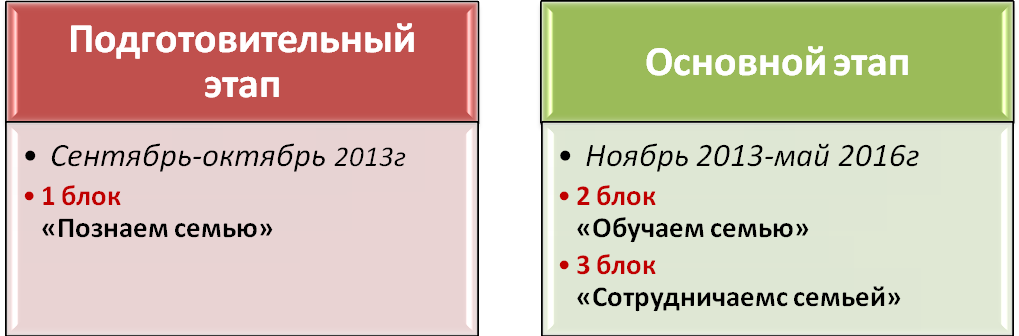 Подготовительный
этап
• Сентябрь-октябрь 2013г
• 1 блок
«Познаем семью»
Основной этап
• Ноябрь 2013-май 2016г
• 2 блок
«Обучаем семью»
• 3 блок
«Сотрудничаемс семьей»